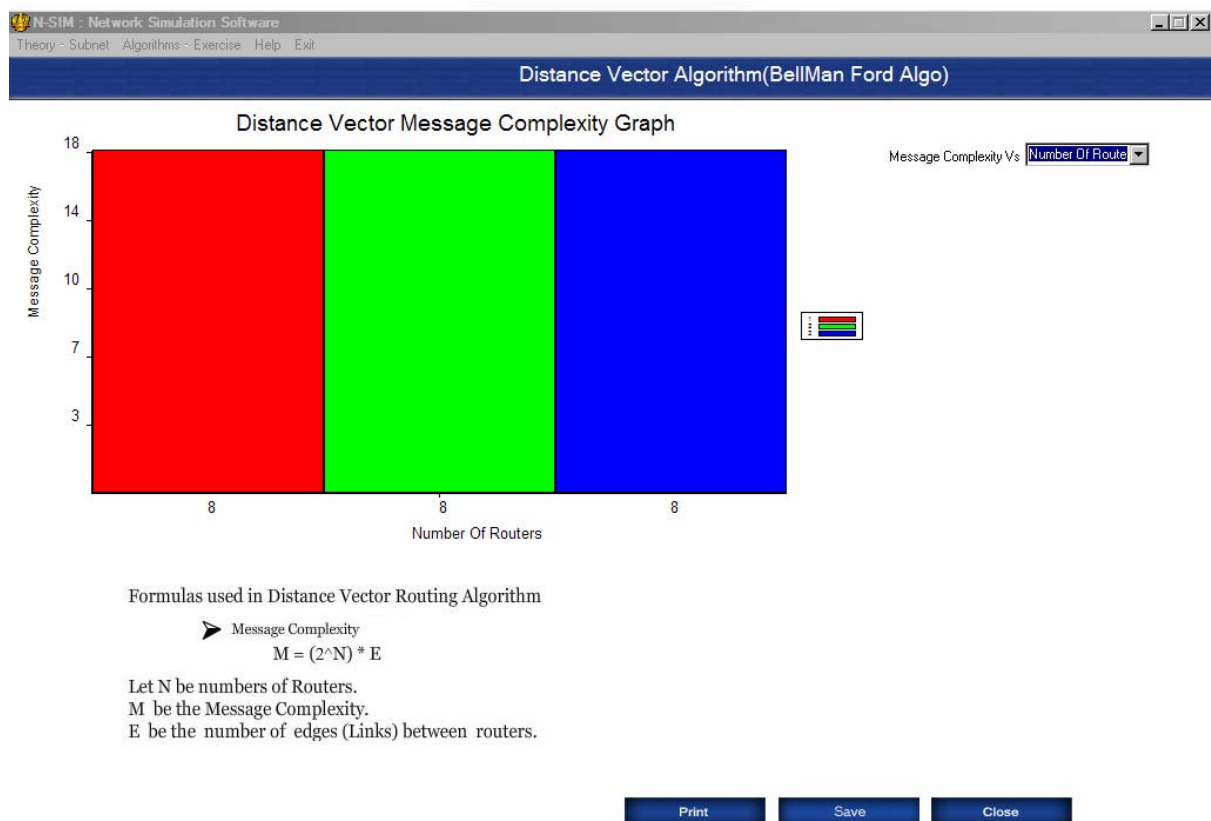 N-SIM : Network Simulation Software
Theory - Subnet Algorithms - Exercise Help Exit
Distance Vector Algorithm(BellMan Ford Algo)
Distance Vector Message Complexity Graph
Message Complexity Vs Number Of Route
18
14
10
7
3
Message Complexity
1
2
3
8 8 8
Number Of Routers
Formulas used in Distance Vector Routing Algorithm
Message Complexity
M = (2^N) * E
Let N be numbers of Routers.
M be the Message Complexity.
E be the number of edges (Links) between routers.
Print Save Close